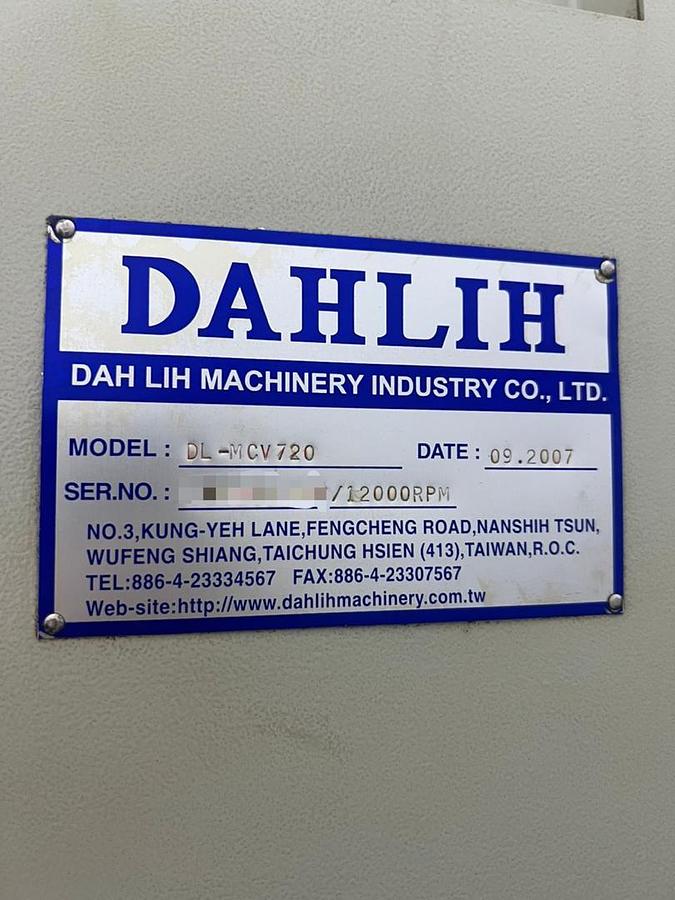 DAHLIH
DAH LIH MACHINERY INDUSTRY CO., LTD.
MODEL : DL-MCV720 DATE : 09.2007
SER.NO. : /12000RPM
NO.3,KUNG-YEH LANE,FENGCHENG ROAD,NANSHIH TSUN,
WUFENG SHIANG,TAICHUNG HSIEN (413),TAIWAN,R.O.C.
TEL:886-4-23334567 FAX:886-4-23307567
Web-site:http://www.dahlihmachinery.com.tw